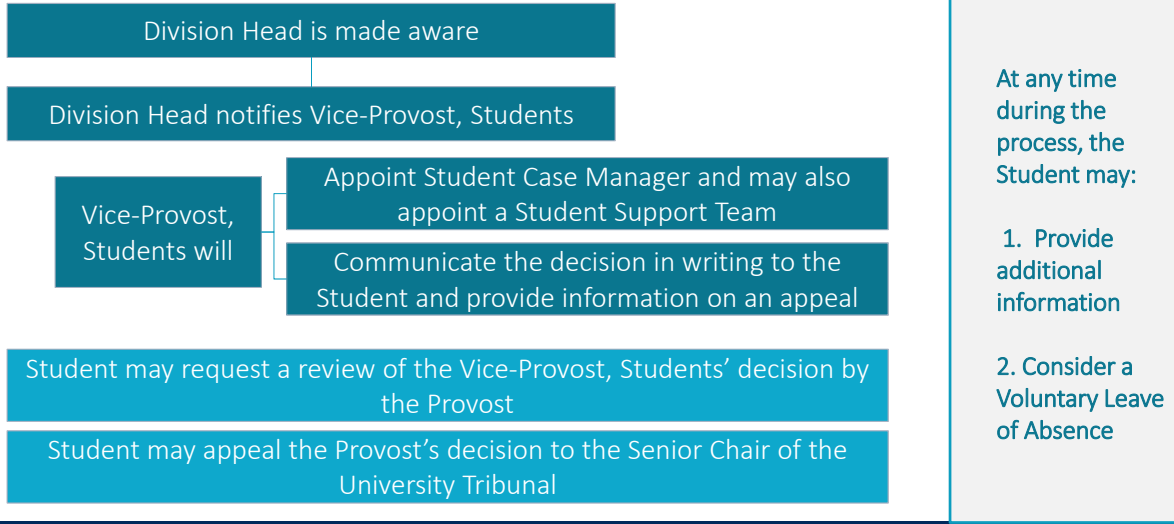 Division Head is made aware
Division Head notifies Vice-Provost, Students
Vice-Provost,
Students will
Appoint Student Case Manager and may also
appoint a Student Support Team
Communicate the decision in writing to the
Student and provide information on an appeal
Student may request a review of the Vice-Provost, Students’ decision by
the Provost
Student may appeal the Provost’s decision to the Senior Chair of the
University Tribunal
At any time
during the
process, the
Student may:
1. Provide
additional
information
2. Consider a
Voluntary Leave
of Absence